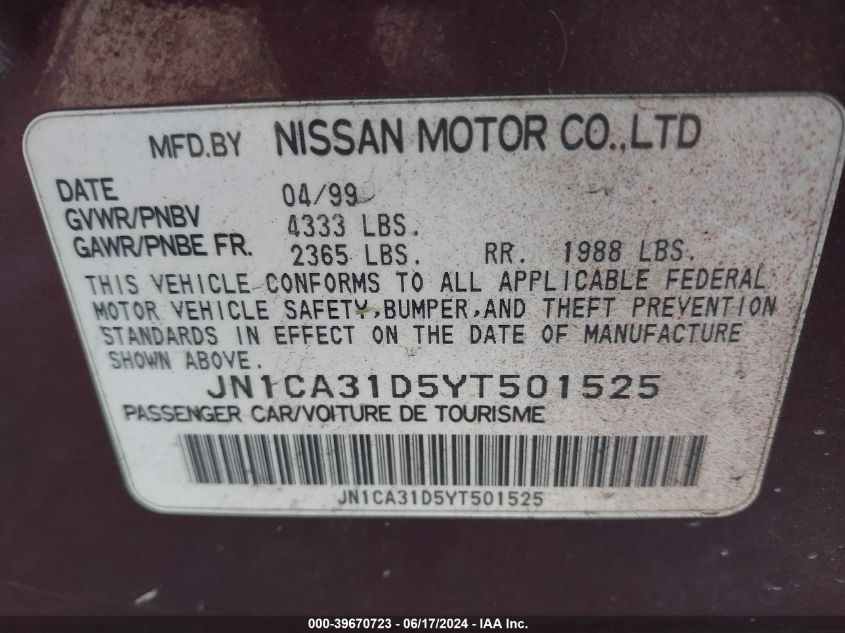 MFD.BY NISSAN MOTOR CO.,LTD
DATE 04/99
GVWR/PNBV 4333 LBS.
GAWR/PNBE FR. 2365 LBS. RR. 1988 LBS.
THIS VEHICLE CONFORMS TO ALL APPLICABLE FEDERAL
MOTOR VEHICLE SAFETY,BUMPER,AND THEFT PREVENTION
STANDARDS IN EFFECT ON THE DATE OF MANUFACTURE
SHOWN ABOVE.
JN1CA31D5YT501525
PASSENGER CAR/VOITURE DE TOURISME
JN1CA31D5YT501525
000-39670723 - 06/17/2024 - IAA, Inc.